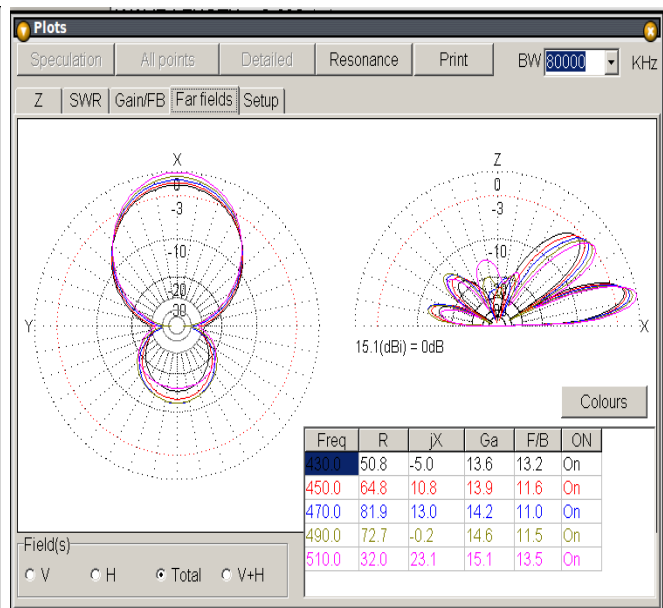 Plots
Speculation All points Detailed Resonance Print BW 80000 KHz
Z SWR Gain/FB Far fields Setup
X Z
0 0
-3 -3
-10 -10
-20
-30
Y X
15.1(dBi) = 0dB
Colours
Freq R jX Ga F/B ON
430.0 50.8 -5.0 13.6 13.2 On
450.0 64.8 10.8 13.9 11.6 On
470.0 81.9 13.0 14.2 11.0 On
490.0 72.7 -0.2 14.6 11.5 On
510.0 32.0 23.1 15.1 13.5 On
Field(s)
V H Total V+H